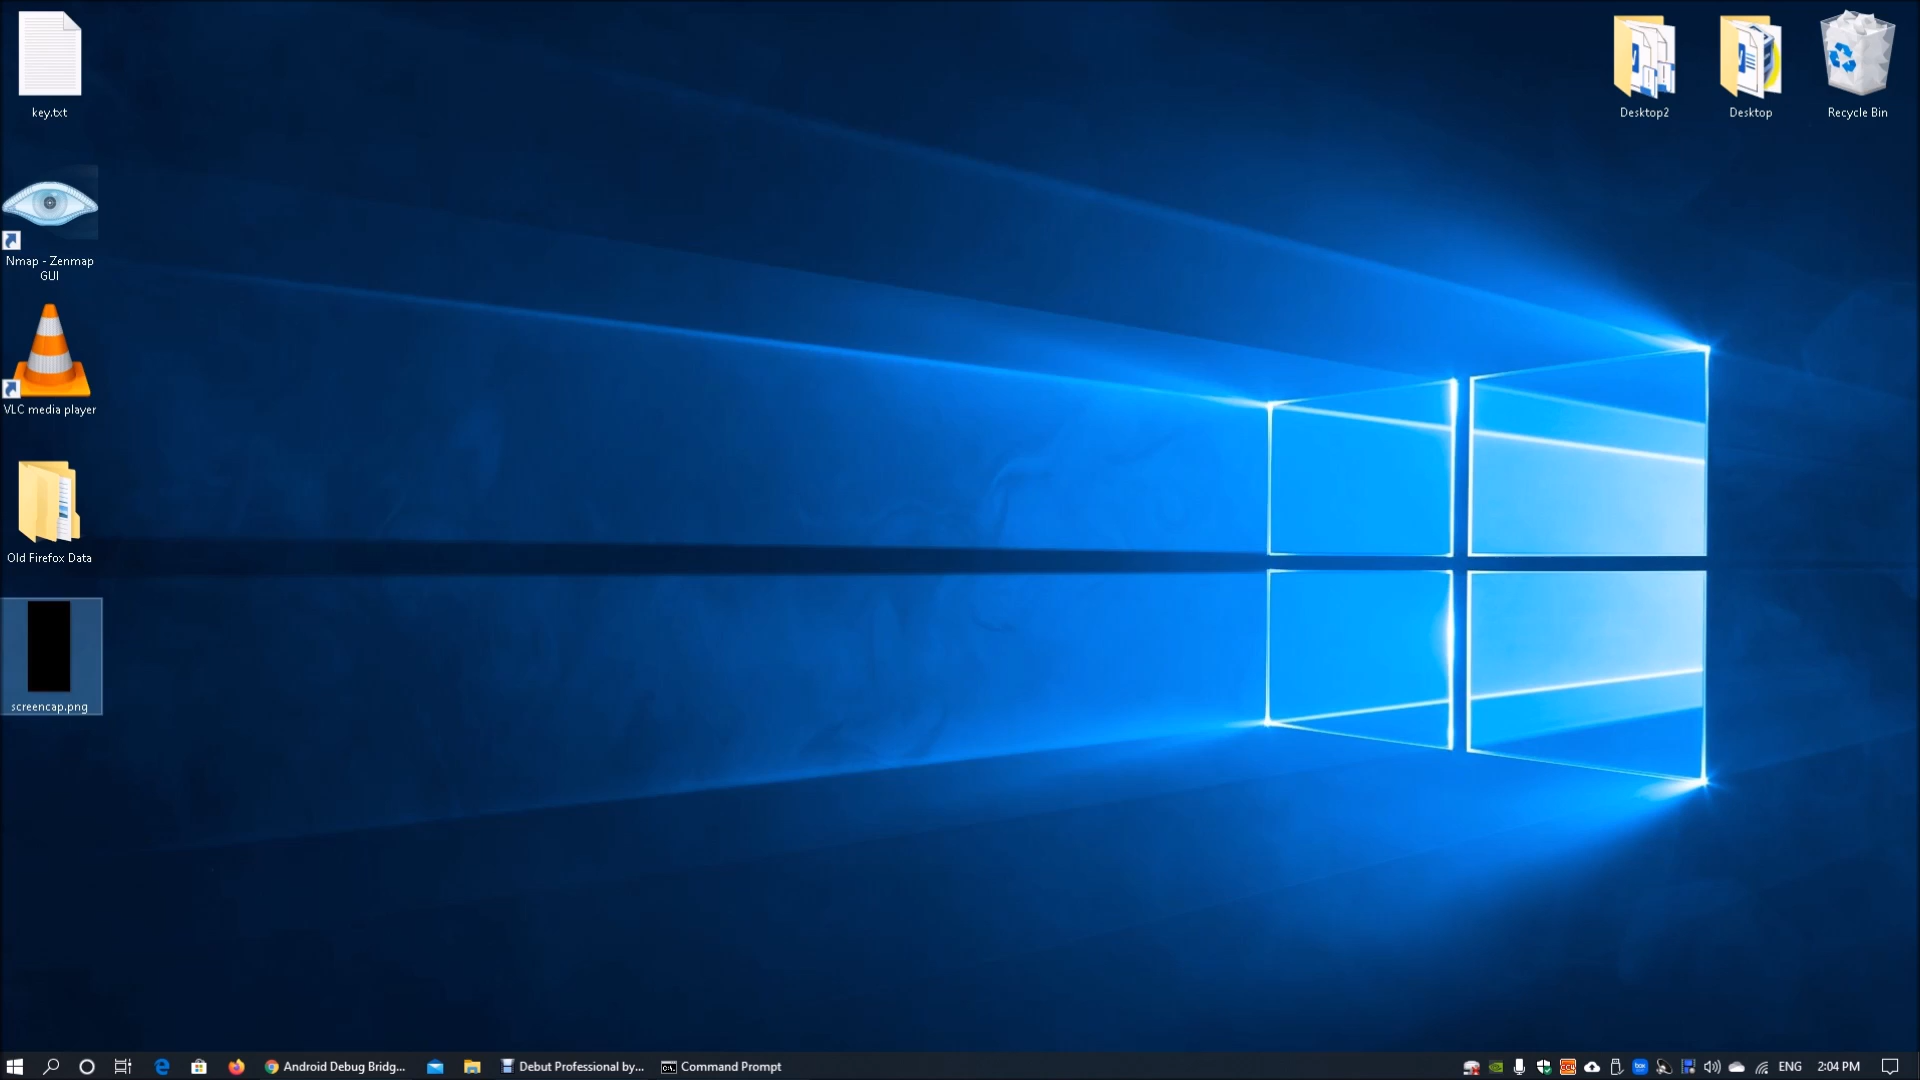 key.txt
Desktop2
Desktop
Recycle Bin
Nmap - Zenmap
GUI
VLC media player
Old Firefox Data
screencap.png
Android Debug Bridg...
Debut Professional by...
Command Prompt
ENG
2:04 PM